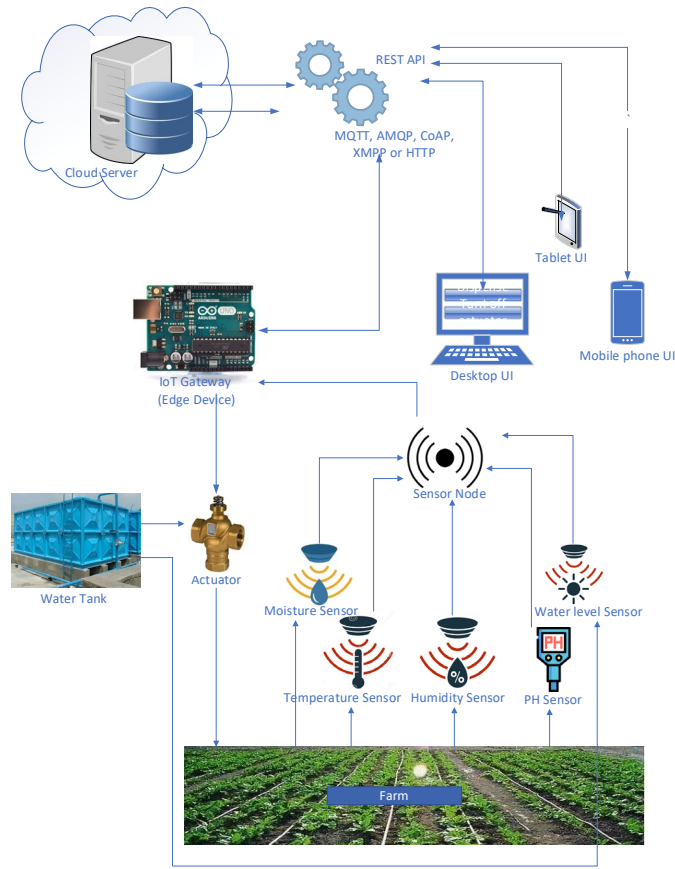 REST API
MQTT, AMQP, CoAP,
XMPP or HTTP
Cloud Server
Tablet UI
Mobile phone UI
Desktop UI
ARDUINO
IoT Gateway
(Edge Device)
Sensor Node
Water Tank
Actuator
Moisture Sensor
Water level Sensor
PH
%
Temperature Sensor
Humidity Sensor
PH Sensor
Farm